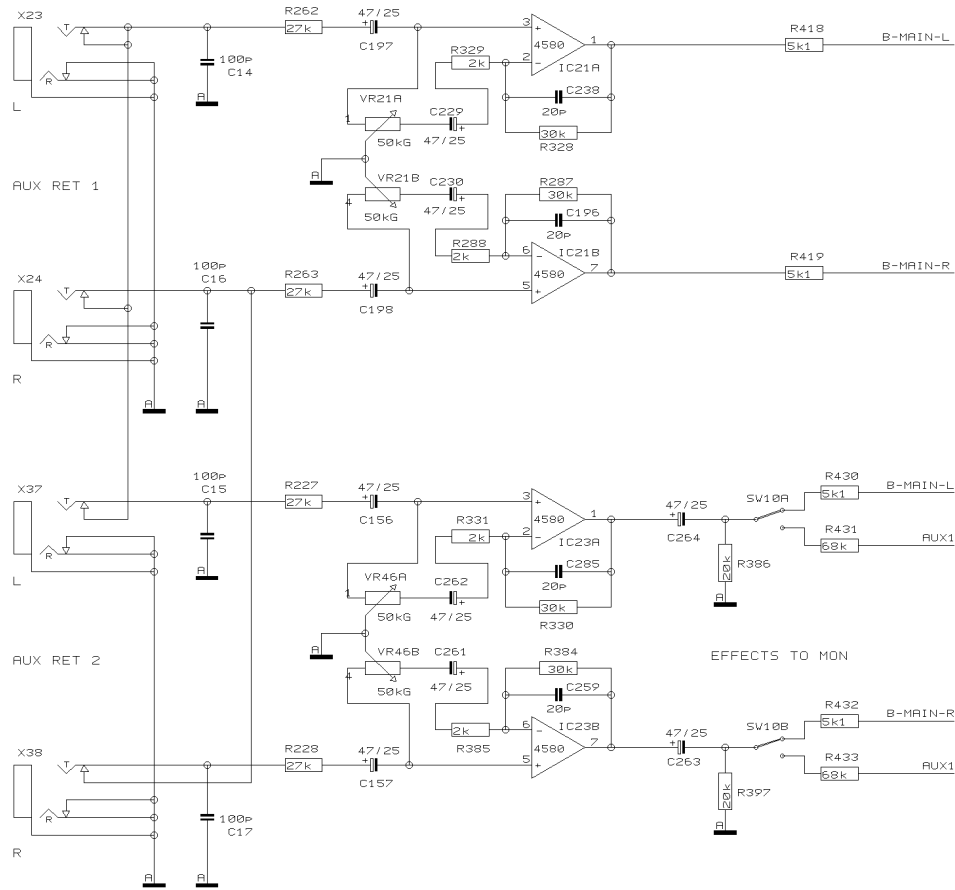 X23
T
R
L
100p
C14
A
R262
27k
47/25
C197
R329
2k
3
+
2
-
4580
1
IC21A
C238
20p
30k
R328
R418
5k1
B-MAIN-L
VR21A
1
50kG
C229
+
47/25
A
AUX RET 1
VR21B
4
50kG
C230
+
47/25
R287
30k
C196
20p
R288
2k
6
-
5
+
4580
7
IC21B
R419
5k1
B-MAIN-R
X24
T
R
R
A
100p
C16
A
R263
27k
47/25
+
C198
X37
T
R
L
100p
C15
A
R227
27k
47/25
+
C156
R331
2k
3
+
2
-
4580
1
IC23A
C285
20p
30k
R330
47/25
+
C264
20k
R386
A
SW10A
R430
5k1
B-MAIN-L
R431
68k
AUX1
VR46A
1
50kG
C262
+
47/25
A
AUX RET 2
VR46B
4
50kG
C261
+
47/25
R384
30k
C259
20p
EFFECTS TO MON
2k
R385
6
-
5
+
4580
7
IC23B
47/25
+
C263
20k
R397
A
SW10B
R432
5k1
B-MAIN-R
R433
68k
AUX1
X38
T
R
R
A
100p
C17
A
R228
27k
47/25
+
C157